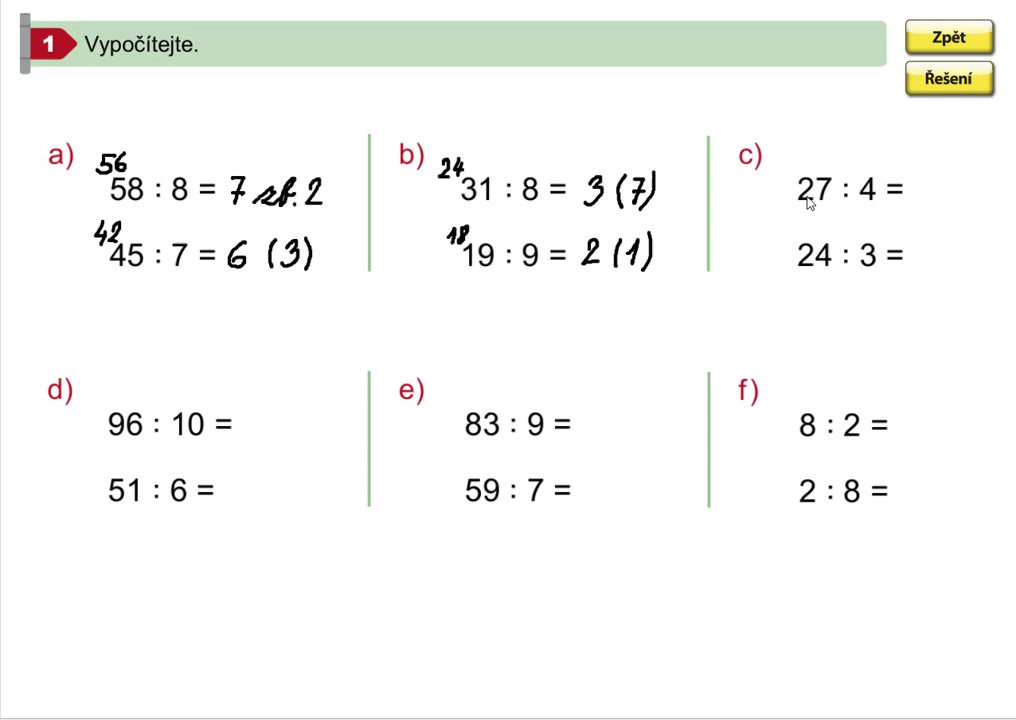 1 Vypočítejte.
Zpět
Řešení
a)
56
58 : 8 = 7 zb. 2
42
45 : 7 = 6 (3)
b)
24
31 : 8 = 3 (7)
18
19 : 9 = 2 (1)
c)
27 : 4 =
24 : 3 =
d)
96 : 10 =
51 : 6 =
e)
83 : 9 =
59 : 7 =
f)
8 : 2 =
2 : 8 =